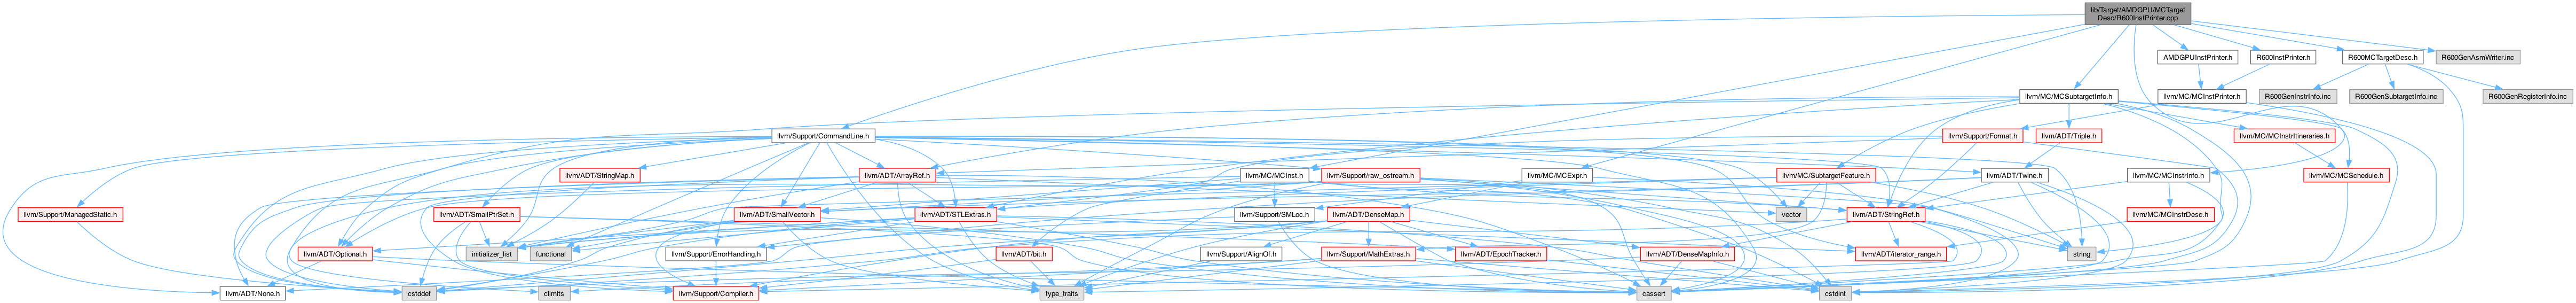 lib/Target/AMDGPU/MCTarget
Desc/R600InstPrinter.cpp
AMDGPUInstPrinter.h
R600InstPrinter.h
R600MCTargetDesc.h
R600GenAsmWriter.inc
llvm/MC/MCSubtargetInfo.h
llvm/MC/MCInstPrinter.h
R600GenInstrInfo.inc
R600GenSubtargetInfo.inc
R600GenRegisterInfo.inc
llvm/Support/CommandLine.h
llvm/Support/Format.h
llvm/ADT/Triple.h
llvm/MC/MCInstrItineraries.h
llvm/ADT/StringMap.h
llvm/ADT/ArrayRef.h
llvm/MC/MCInst.h
llvm/Support/raw_ostream.h
llvm/MC/MCExpr.h
llvm/MC/SubtargetFeature.h
llvm/ADT/Twine.h
llvm/MC/MCInstrInfo.h
llvm/MC/MCSchedule.h
llvm/Support/ManagedStatic.h
llvm/ADT/SmallPtrSet.h
llvm/ADT/SmallVector.h
llvm/ADT/STLExtras.h
llvm/Support/SMLoc.h
llvm/ADT/DenseMap.h
vector
llvm/ADT/StringRef.h
llvm/MC/MCInstrDesc.h
llvm/ADT/Optional.h
initializer_list
functional
llvm/Support/ErrorHandling.h
llvm/ADT/bit.h
llvm/Support/AlignOf.h
llvm/Support/MathExtras.h
llvm/ADT/EpochTracker.h
llvm/ADT/DenseMapInfo.h
llvm/ADT/iterator_range.h
string
llvm/ADT/None.h
cstddef
climits
llvm/Support/Compiler.h
type_traits
cassert
cstdint